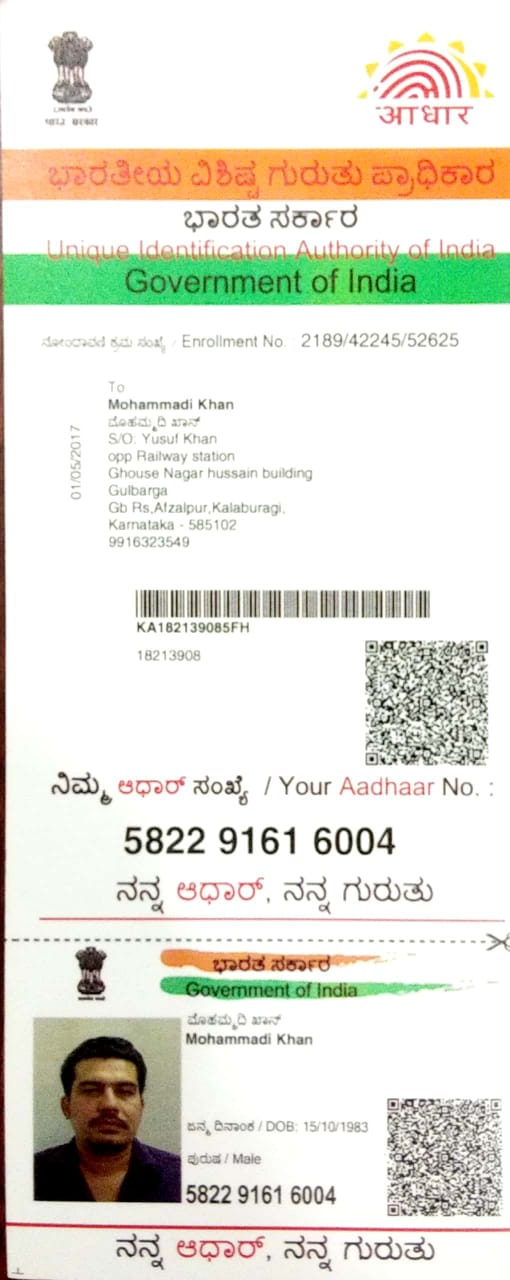 भारत सरकार
आधार
ಭಾರತೀಯ ವಿಶಿಷ್ಟ ಗುರುತು ಪ್ರಾಧಿಕಾರ
ಭಾರತ ಸರ್ಕಾರ
Unique Identification Authority of India
Government of India
ನೋಂದಾವಣಿ ಕ್ರಮ ಸಂಖ್ಯೆ / Enrollment No. : 2189/42245/52625
01/05/2017
To
Mohammadi Khan
ಮೊಹಮ್ಮದಿ ಖಾನ್
S/O: Yusuf Khan
opp Railway station
Ghouse Nagar hussain building
Gulbarga
Gb Rs,Afzalpur,Kalaburagi,
Karnataka - 585102
9916323549
KA182139085FH
18213908
ನಿಮ್ಮ ಆಧಾರ್ ಸಂಖ್ಯೆ / Your Aadhaar No. :
5822 9161 6004
ನನ್ನ ಆಧಾರ್, ನನ್ನ ಗುರುತು
ಭಾರತ ಸರ್ಕಾರ
Government of India
ಮೊಹಮ್ಮದಿ ಖಾನ್
Mohammadi Khan
ಜನ್ಮ ದಿನಾಂಕ / DOB: 15/10/1983
ಪುರುಷ / Male
5822 9161 6004
ನನ್ನ ಆಧಾರ್, ನನ್ನ ಗುರುತು